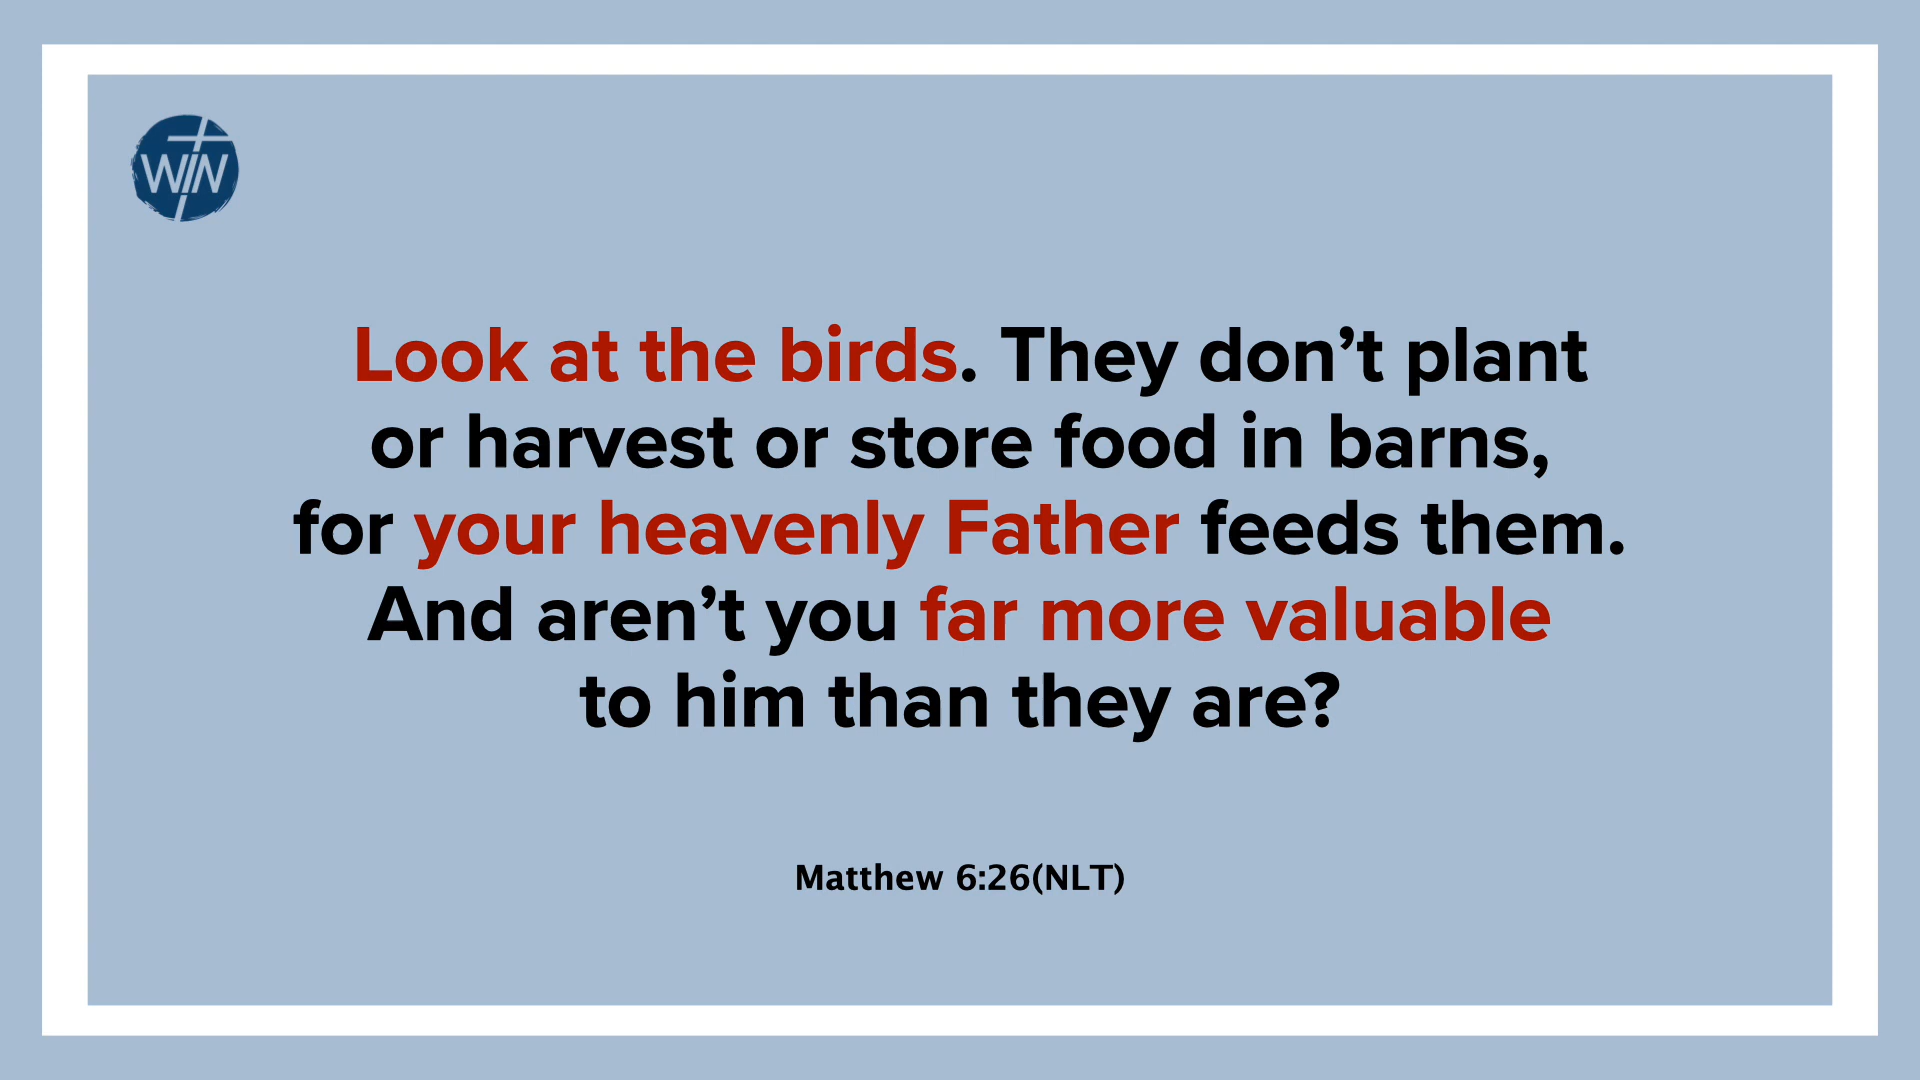 WIN
Look at the birds. They don’t plant
or harvest or store food in barns,
for your heavenly Father feeds them.
And aren’t you far more valuable
to him than they are?
Matthew 6:26(NLT)